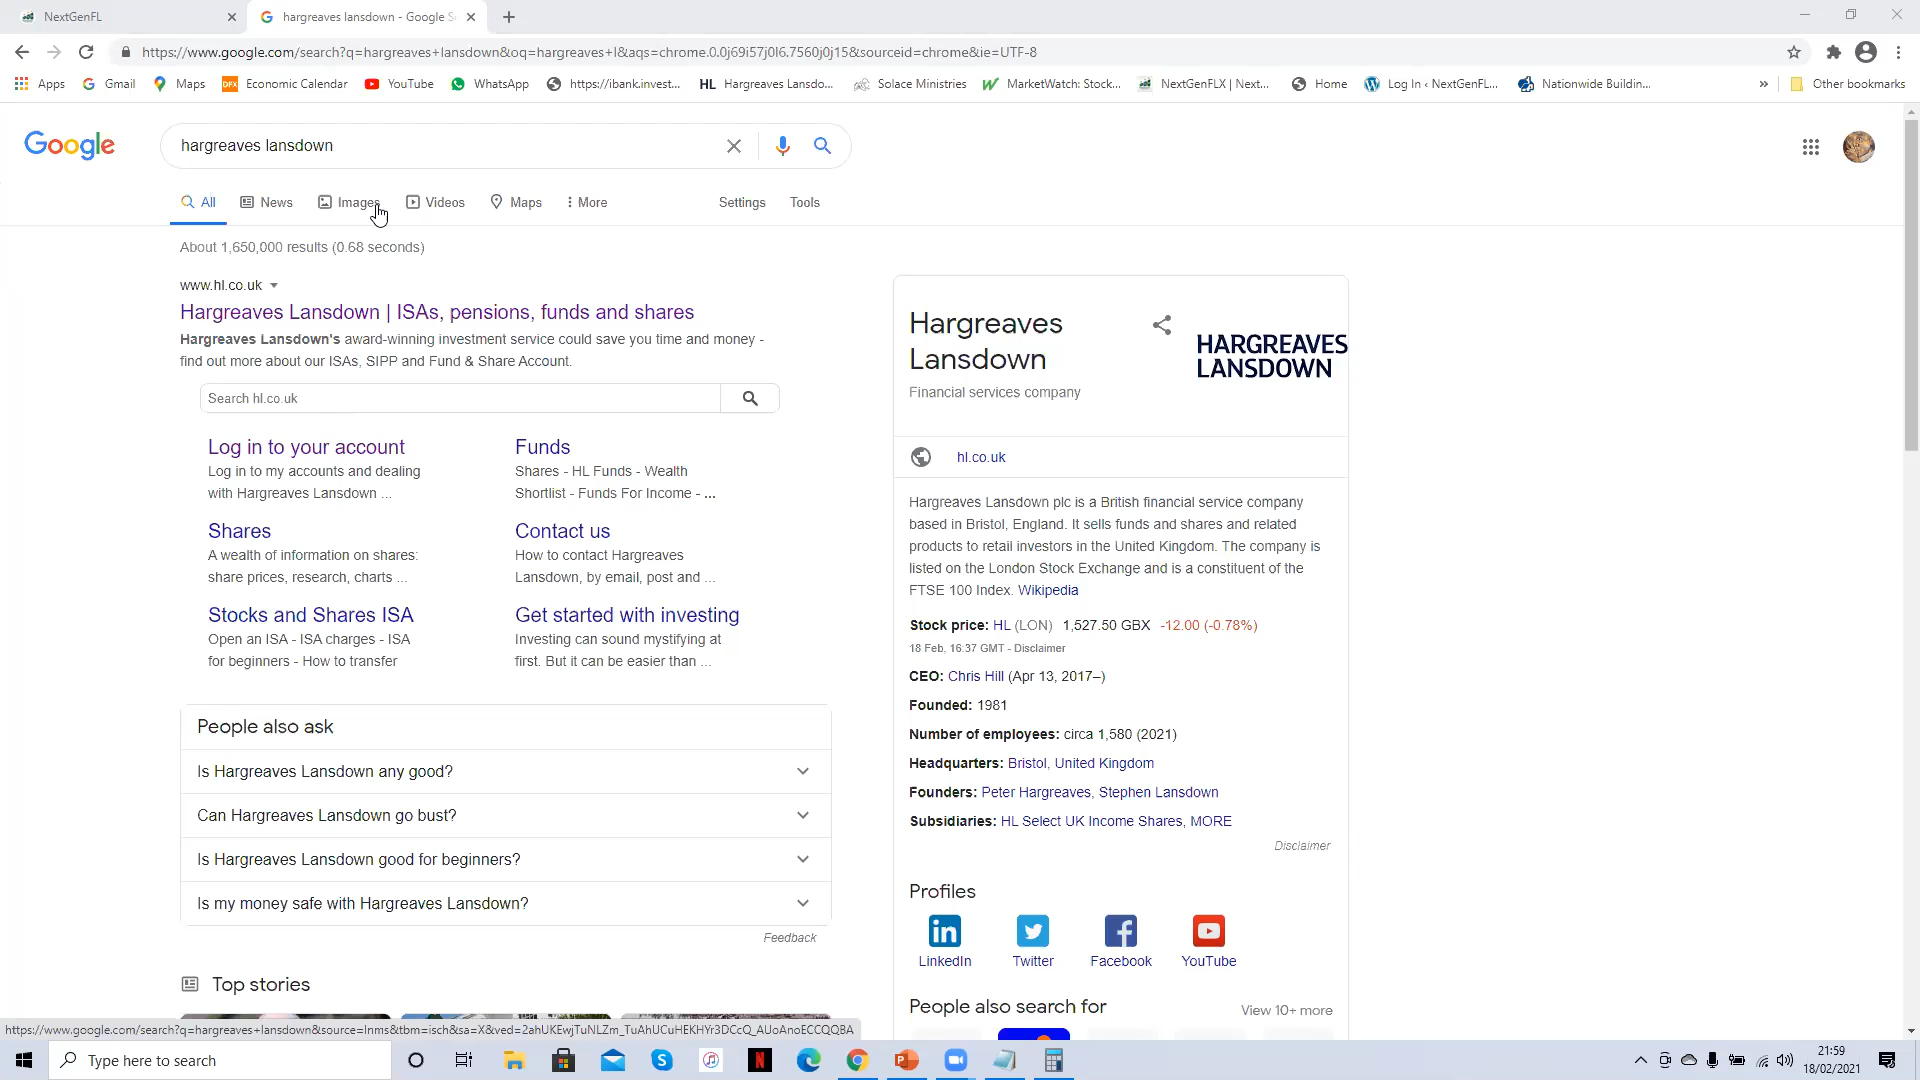 NextGenFL
hargreaves lansdown - Google S
https://www.google.com/search?q=hargreaves+lansdown&oq=hargreaves+l&aqs=chrome.0.0j69i57j0l6.7560j0j15&sourceid=chrome&ie=UTF-8
Apps
Gmail
Maps
DFX
Economic Calendar
YouTube
WhatsApp
https://ibank.invest...
HL
Hargreaves Lansdo...
Solace Ministries
MarketWatch: Stock...
NextGenFLX | Next...
Home
Log In ‹ NextGenFL...
Nationwide Buildin...
»
Other bookmarks
Google
hargreaves lansdown
All
News
Images
Videos
Maps
More
Settings
Tools
About 1,650,000 results (0.68 seconds)
www.hl.co.uk
Hargreaves Lansdown | ISAs, pensions, funds and shares
Hargreaves Lansdown's award-winning investment service could save you time and money -
find out more about our ISAs, SIPP and Fund & Share Account.
Search hl.co.uk
Log in to your account
Log in to my accounts and dealing
with Hargreaves Lansdown ...
Funds
Shares - HL Funds - Wealth
Shortlist - Funds For Income - ...
Shares
A wealth of information on shares:
share prices, research, charts ...
Contact us
How to contact Hargreaves
Lansdown, by email, post and ...
Stocks and Shares ISA
Open an ISA - ISA charges - ISA
for beginners - How to transfer
Get started with investing
Investing can sound mystifying at
first. But it can be easier than ...
People also ask
Is Hargreaves Lansdown any good?
Can Hargreaves Lansdown go bust?
Is Hargreaves Lansdown good for beginners?
Is my money safe with Hargreaves Lansdown?
Feedback
Top stories
Hargreaves
Lansdown
Financial services company
HARGREAVES
LANSDOWN
hl.co.uk
Hargreaves Lansdown plc is a British financial service company
based in Bristol, England. It sells funds and shares and related
products to retail investors in the United Kingdom. The company is
listed on the London Stock Exchange and is a constituent of the
FTSE 100 Index. Wikipedia
Stock price: HL (LON) 1,527.50 GBX -12.00 (-0.78%)
18 Feb, 16:37 GMT - Disclaimer
CEO: Chris Hill (Apr 13, 2017–)
Founded: 1981
Number of employees: circa 1,580 (2021)
Headquarters: Bristol, United Kingdom
Founders: Peter Hargreaves, Stephen Lansdown
Subsidiaries: HL Select UK Income Shares, MORE
Disclaimer
Profiles
LinkedIn
Twitter
Facebook
YouTube
People also search for
View 10+ more
https://www.google.com/search?q=hargreaves+lansdown&source=lnms&tbm=isch&sa=X&ved=2ahUKEwjTuNLZm_TuAhUCuHEKHYr3DCcQ_AUoAnoECCQQBA
Type here to search
21:59
18/02/2021